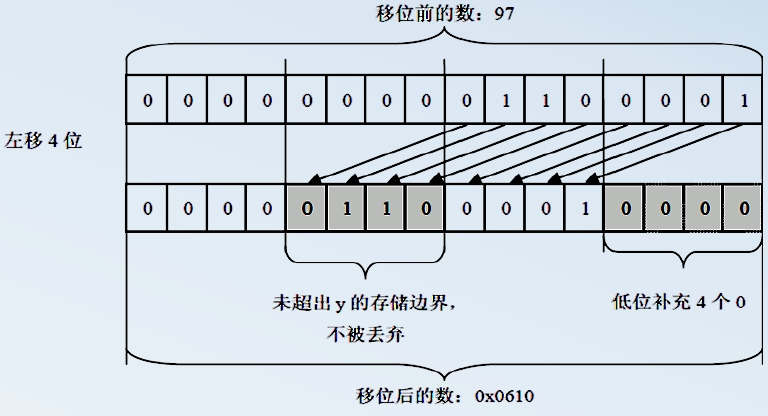 移位前的数：97
0 0 0 0 0 0 0 0 0 1 1 0 0 0 0 1
左移 4 位
0 0 0 0 0 1 1 0 0 0 0 1 0 0 0 0
未超出 y 的存储边界，
不被丢弃
低位补充 4 个 0
移位后的数：0x0610